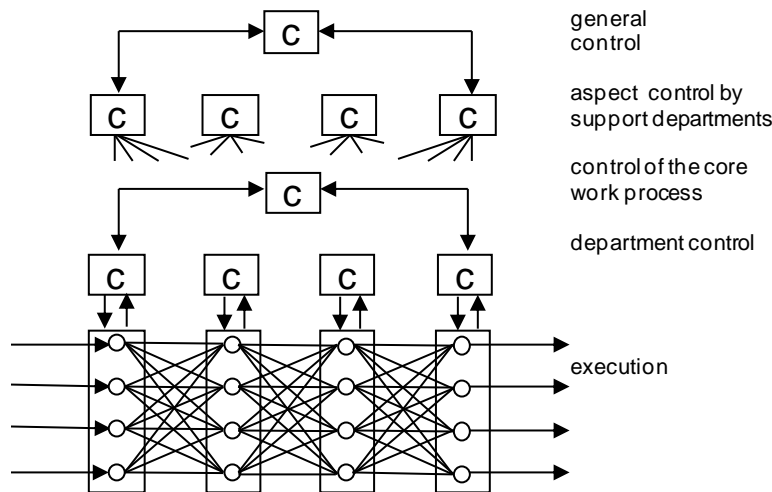 C
general
control
C C C C
aspect control by
support departments
C
control of the core
work process
department control
C C C C
execution